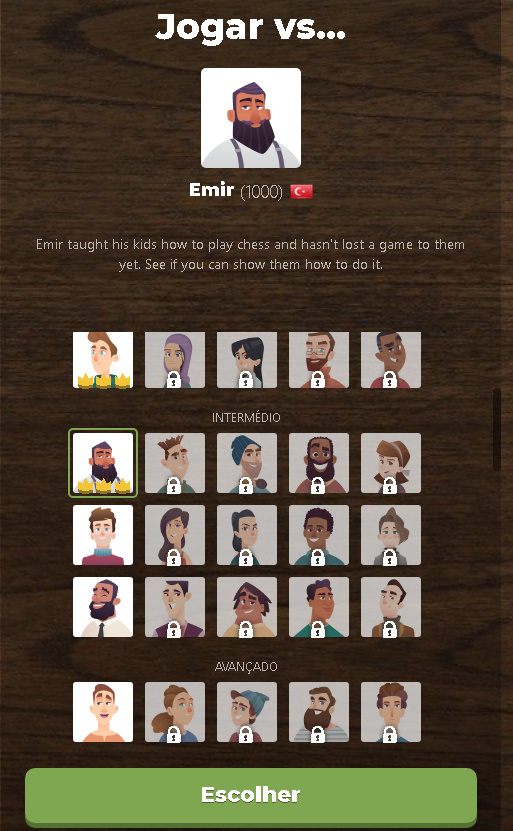 Jogar vs...
Emir (1000)
Emir taught his kids how to play chess and hasn't lost a game to them
yet. See if you can show them how to do it.
INTERMÉDIO
AVANÇADO
Escolher